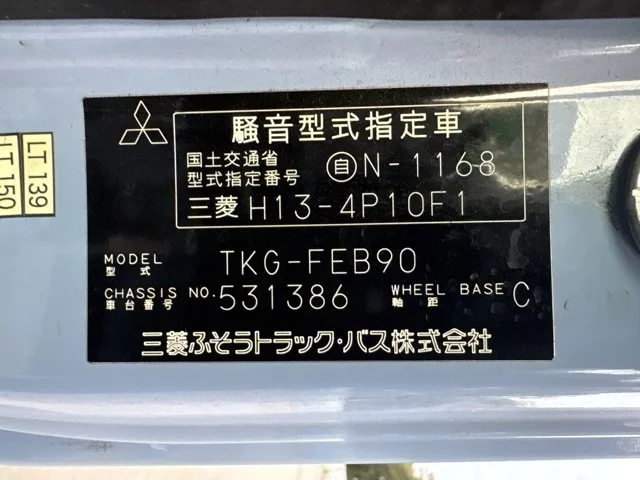 騒音型式指定車
国土交通省
型式指定番号 自N-1168
三菱 H13-4P10F1
MODEL
型式 TKG-FEB90
CHASSIS NO. 531386 WHEEL BASE C
車台番号 軸距
三菱ふそうトラック・バス株式会社
LT 139
LT 150